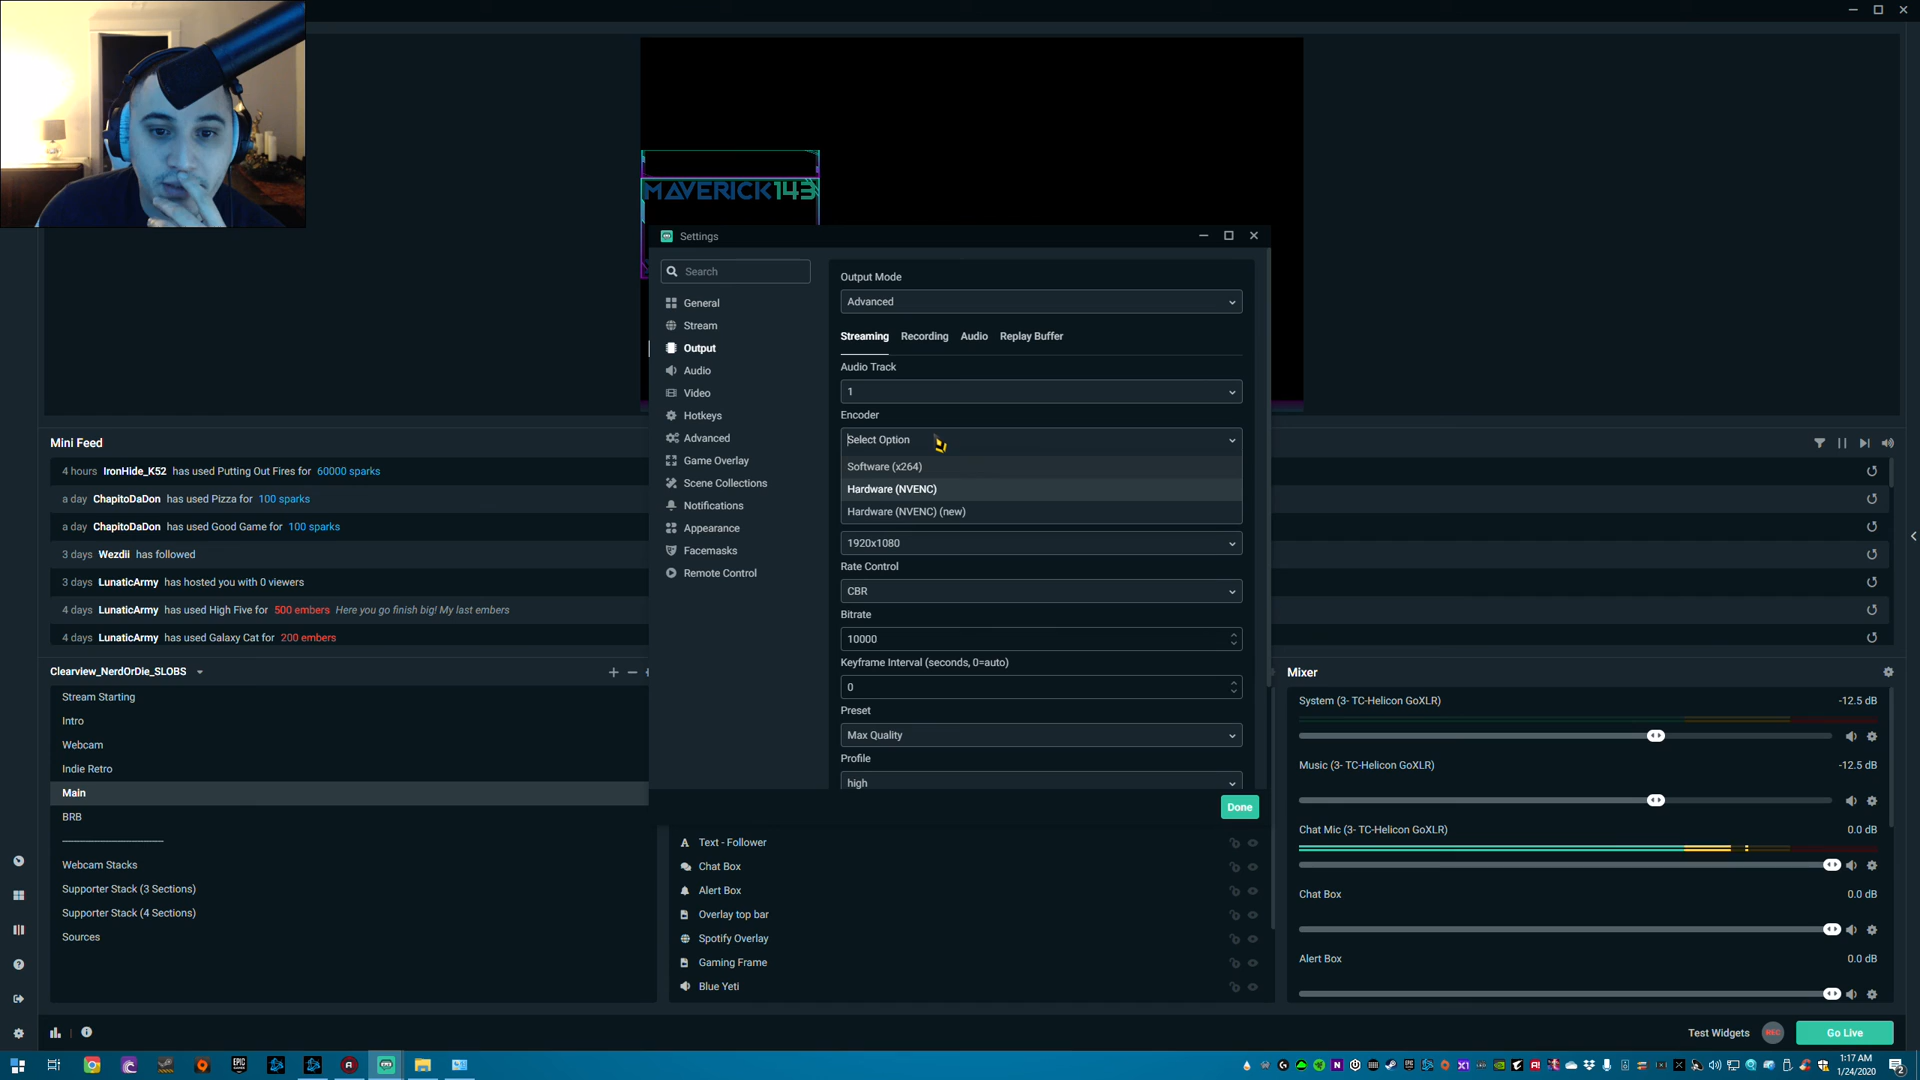 MAVERICK143
Settings
Search
General
Stream
Output
Audio
Video
Hotkeys
Advanced
Game Overlay
Scene Collections
Notifications
Appearance
Facemasks
Remote Control
Output Mode
Advanced
Streaming Recording Audio Replay Buffer
Audio Track
1
Encoder
Select Option
Software (x264)
Hardware (NVENC)
Hardware (NVENC) (new)
1920x1080
Rate Control
CBR
Bitrate
10000
Keyframe Interval (seconds, 0=auto)
0
Preset
Max Quality
Profile
high
Done
Mini Feed
4 hours IronHide_K52 has used Putting Out Fires for 60000 sparks
a day ChapitoDaDon has used Pizza for 100 sparks
a day ChapitoDaDon has used Good Game for 100 sparks
3 days Wezdii has followed
3 days LunaticArmy has hosted you with 0 viewers
4 days LunaticArmy has used High Five for 500 embers Here you go finish big! My last embers
4 days LunaticArmy has used Galaxy Cat for 200 embers
Clearview_NerdOrDie_SLOBS
Stream Starting
Intro
Webcam
Indie Retro
Main
BRB
------------------------------
Webcam Stacks
Supporter Stack (3 Sections)
Supporter Stack (4 Sections)
Sources
Text - Follower
Chat Box
Alert Box
Overlay top bar
Spotify Overlay
Gaming Frame
Blue Yeti
Mixer
System (3- TC-Helicon GoXLR) -12.5 dB
Music (3- TC-Helicon GoXLR) -12.5 dB
Chat Mic (3- TC-Helicon GoXLR) 0.0 dB
Chat Box 0.0 dB
Alert Box 0.0 dB
Test Widgets REC Go Live
EPIC
1:17 AM
1/24/2020
2